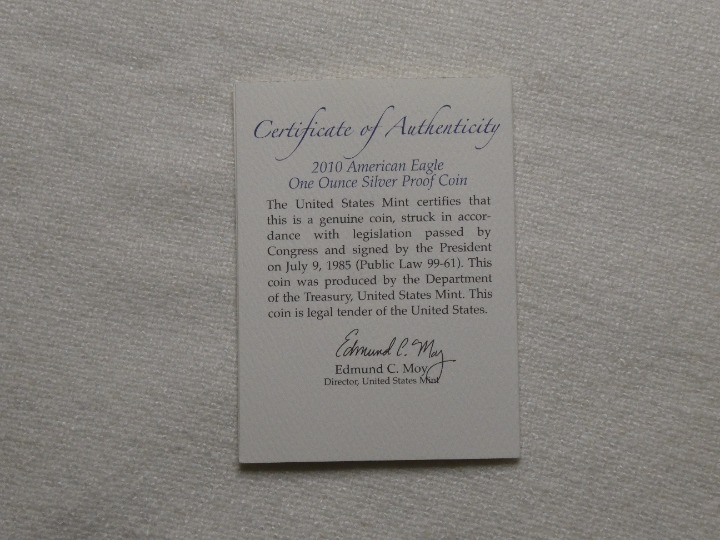 Certificate of Authenticity
2010 American Eagle
One Ounce Silver Proof Coin
The United States Mint certifies that
this is a genuine coin, struck in accor-
dance with legislation passed by
Congress and signed by the President
on July 9, 1985 (Public Law 99-61). This
coin was produced by the Department
of the Treasury, United States Mint. This
coin is legal tender of the United States.
Edmund C. Moy
Edmund C. Moy
Director, United States Mint